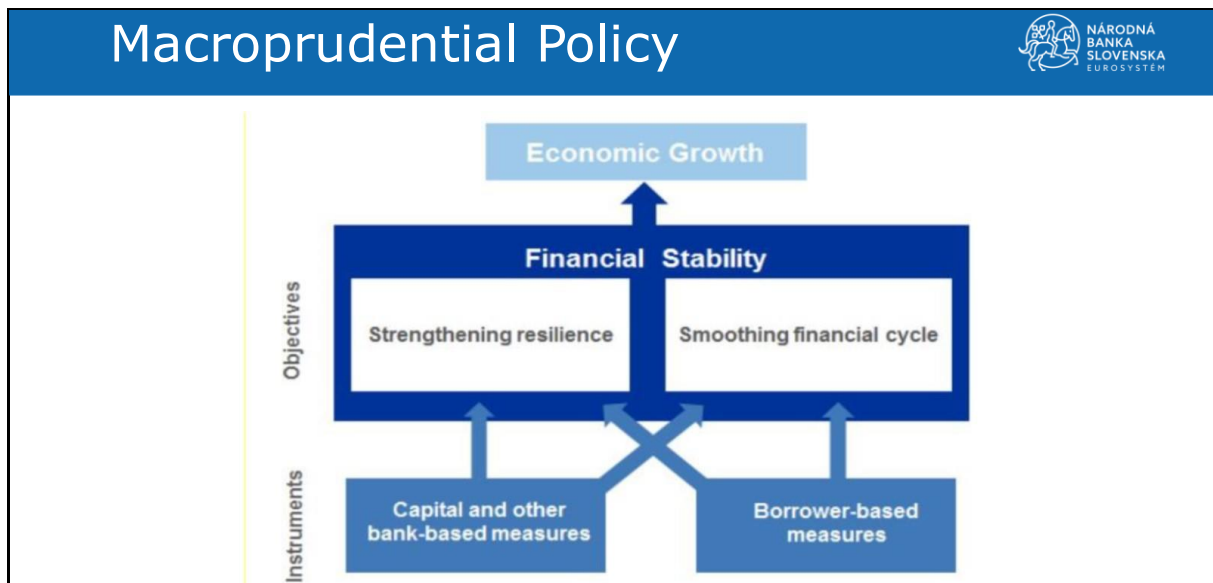 Macroprudential Policy
NÁRODNÁ
BANKA
SLOVENSKA
EUROSYSTÉM
Economic Growth
Financial Stability
Objectives
Strengthening resilience
Smoothing financial cycle
Instruments
Capital and other
bank-based measures
Borrower-based
measures